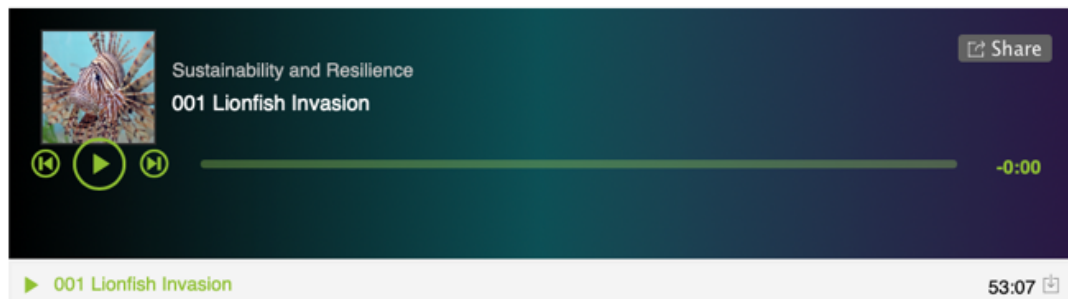 Share
Sustainability and Resilience
001 Lionfish Invasion
-0:00
001 Lionfish Invasion
53:07